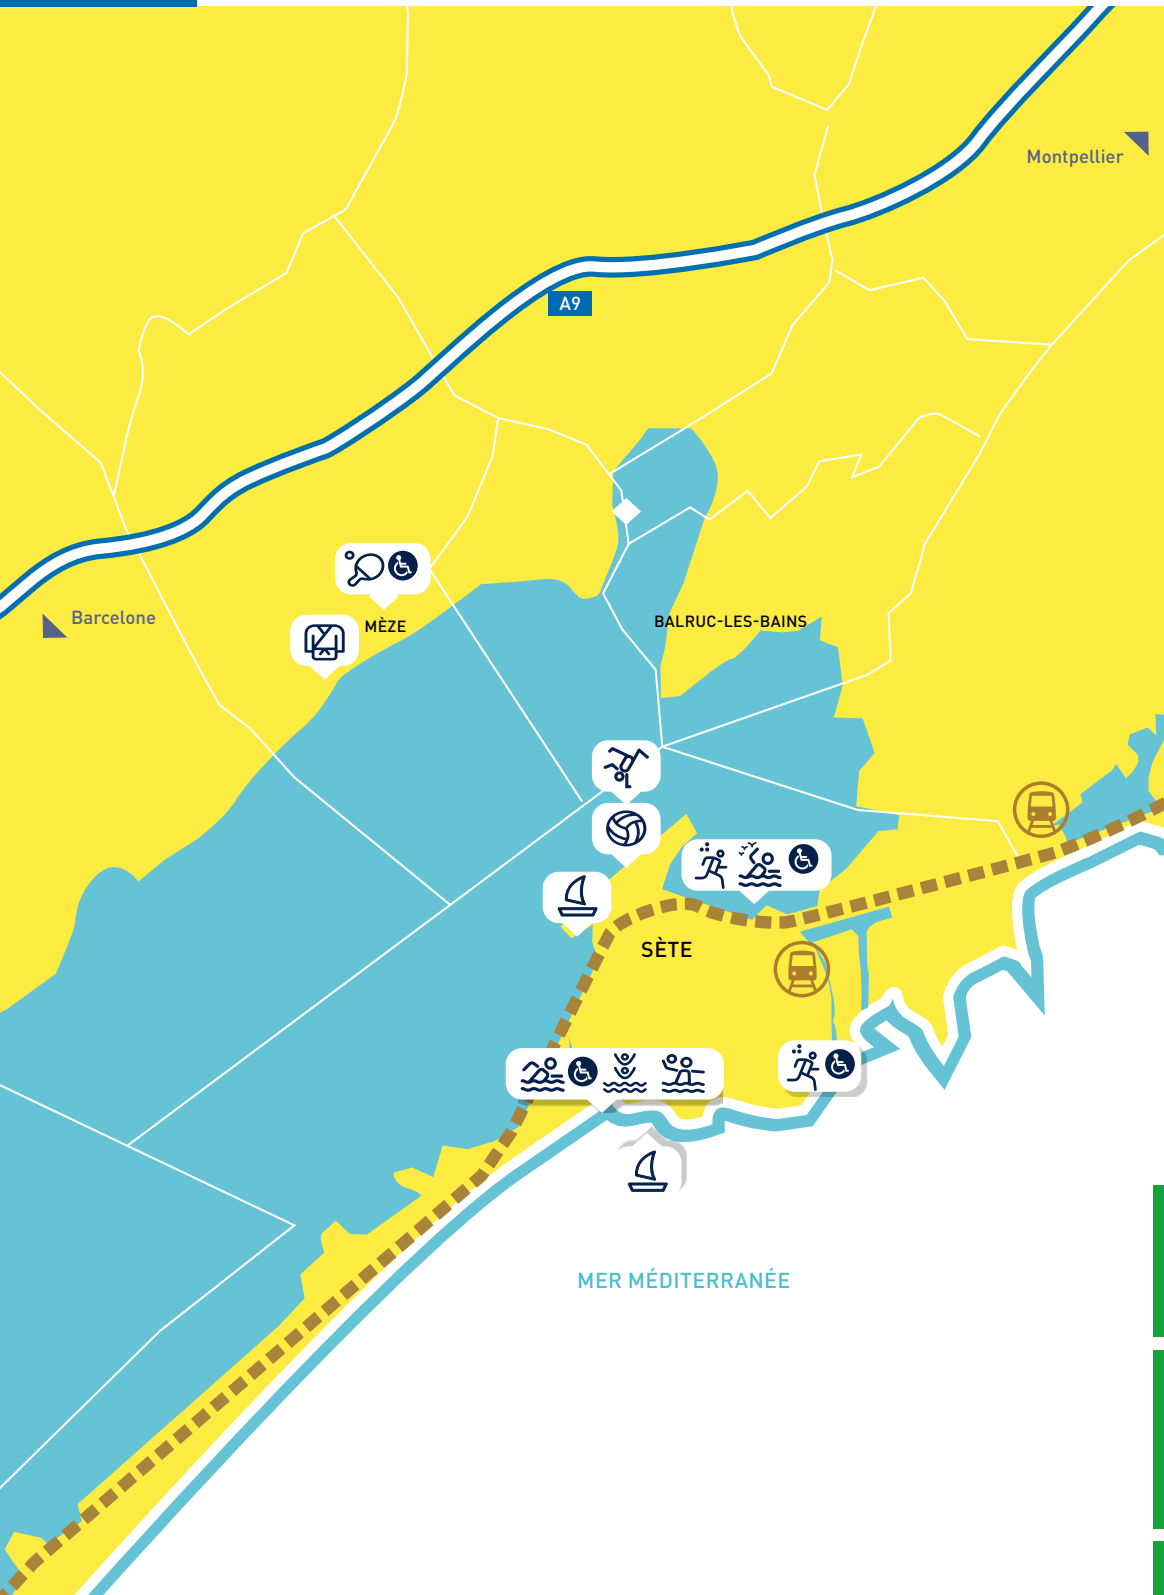 Montpellier
A9
Barcelone
MÈZE
BALRUC-LES-BAINS
SÈTE
MER MÉDITERRANÉE